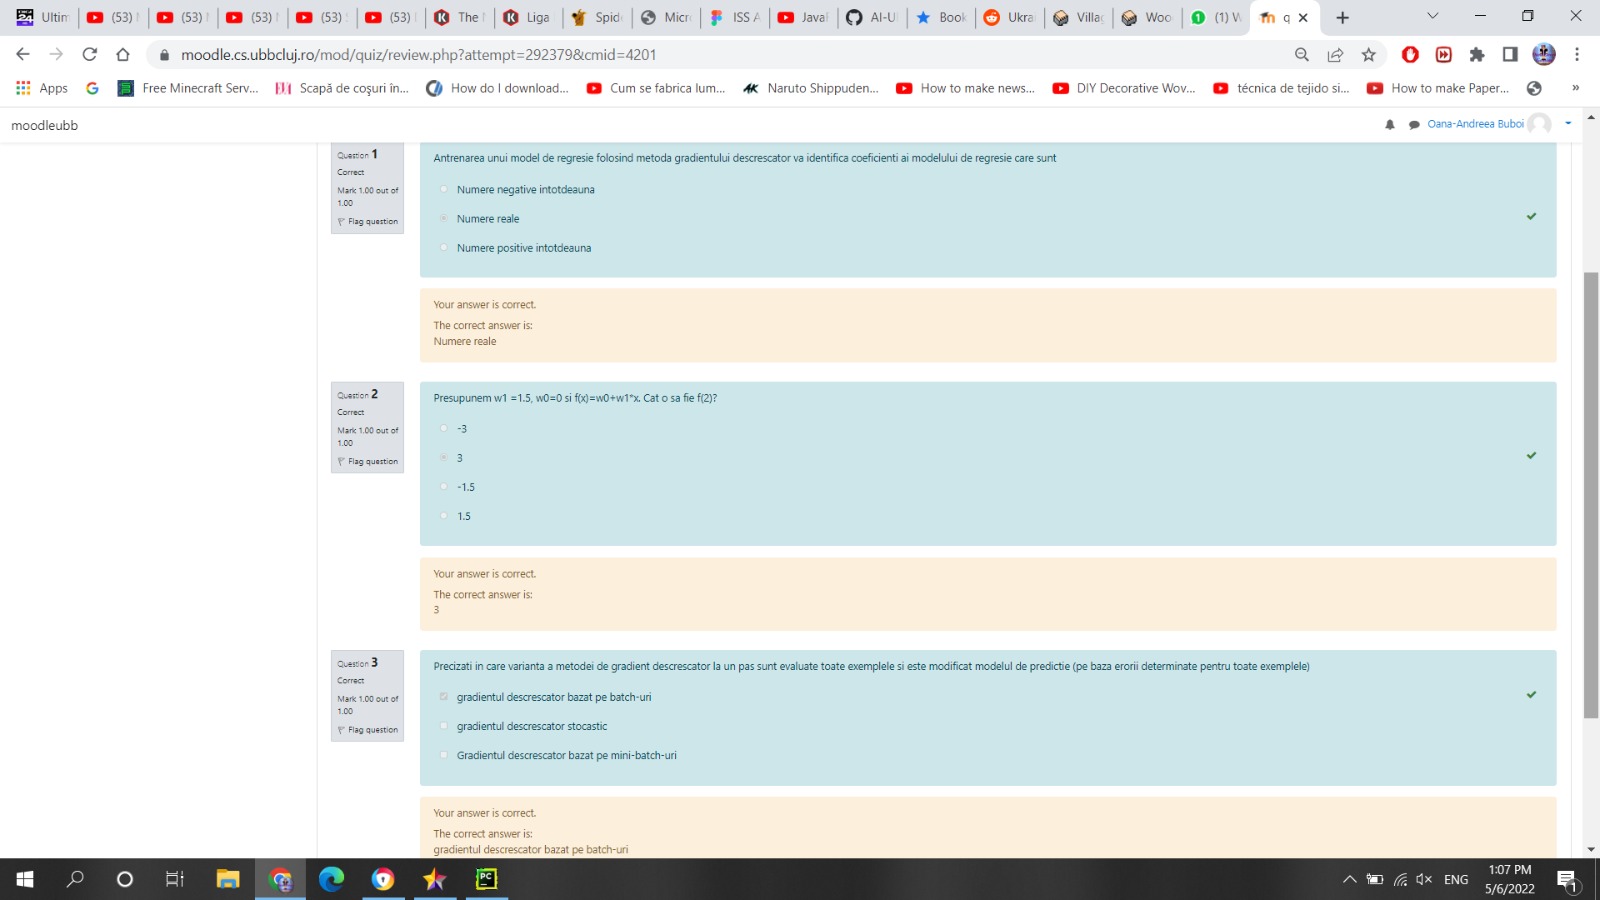 Ultim
(53)
(53)
(53)
(53)
(53)
The
Liga
Spid
Micr
ISS A
Javal
AI-U
Book
Ukra
Villa
Woo
(1) W
q
moodle.cs.ubbcluj.ro/mod/quiz/review.php?attempt=292379&cmid=4201
Apps
Free Minecraft Serv...
Scapă de coşuri în...
How do I download...
Cum se fabrica lum...
Naruto Shippuden...
How to make news...
DIY Decorative Wov...
técnica de tejido si...
How to make Paper...
»
moodleubb
Oana-Andreea Buboi
Question 1
Correct
Mark 1.00 out of
1.00
Flag question
Antrenarea unui model de regresie folosind metoda gradientului descrescator va identifica coeficienti ai modelului de regresie care sunt
Numere negative intotdeauna
Numere reale
Numere positive intotdeauna
Your answer is correct.
The correct answer is:
Numere reale
Question 2
Correct
Mark 1.00 out of
1.00
Flag question
Presupunem w1 =1.5, w0=0 si f(x)=w0+w1*x. Cat o sa fie f(2)?
-3
3
-1.5
1.5
Your answer is correct.
The correct answer is:
3
Question 3
Correct
Mark 1.00 out of
1.00
Flag question
Precizati in care varianta a metodei de gradient descrescator la un pas sunt evaluate toate exemplele si este modificat modelul de predictie (pe baza erorii determinate pentru toate exemplele)
gradientul descrescator bazat pe batch-uri
gradientul descrescator stocastic
Gradientul descrescator bazat pe mini-batch-uri
Your answer is correct.
The correct answer is:
gradientul descrescator bazat pe batch-uri
ENG
1:07 PM
5/6/2022
1